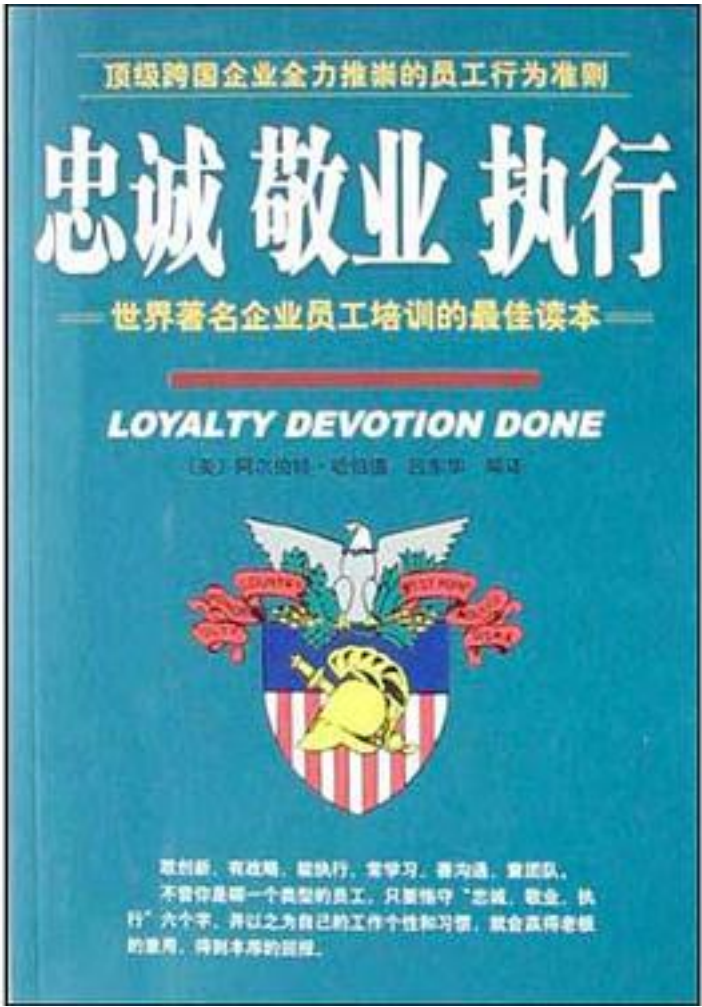 顶级跨国企业全力推崇的员工行为准则
忠诚 敬业 执行
世界著名企业员工培训的最佳读本
LOYALTY DEVOTION DONE
(美)阿尔伯特·哈伯德 吕东华 编译
COUNTRY WEST POINT
DUTY USMA
敢创新、有战略、能执行、常学习、善沟通、重团队。
不管你是哪一个类型的员工,只要恪守“忠诚、敬业、执
行”六个字,并以之为自己的工作个性和习惯,就会赢得老板
的重用,得到丰厚的回报。